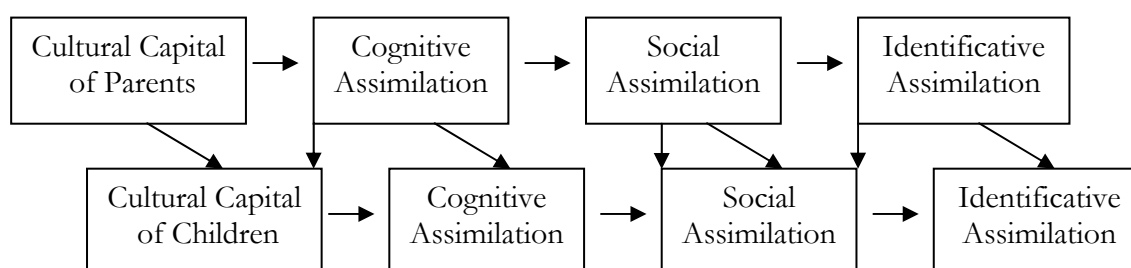 Cultural Capital
of Parents
Cognitive
Assimilation
Social
Assimilation
Identificative
Assimilation
Cultural Capital
of Children
Cognitive
Assimilation
Social
Assimilation
Identificative
Assimilation